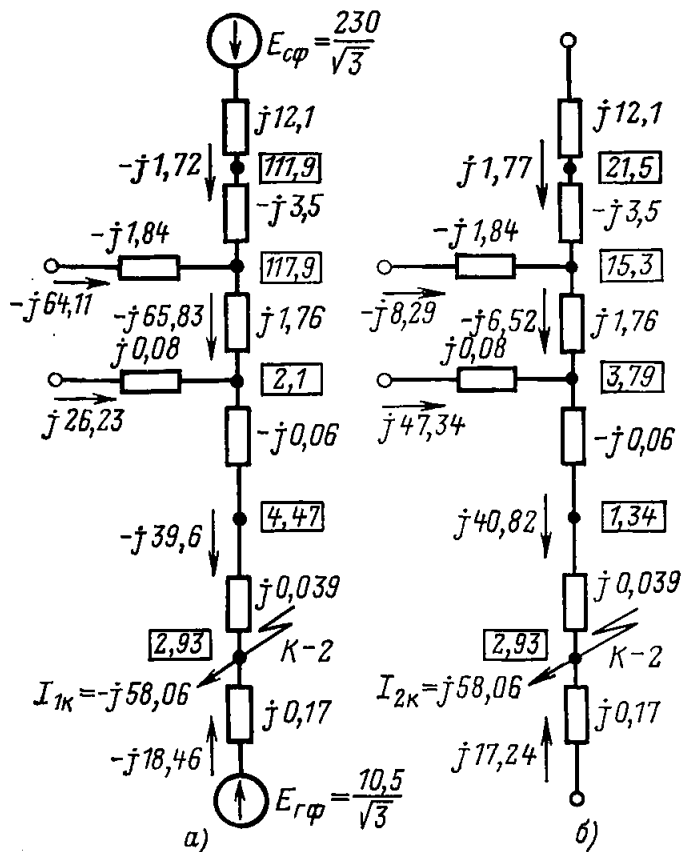 E_сф = 230/√3
j12,1
-j1,72
111,9
-j3,5
-j1,84
117,9
-j64,11
-j65,83
j1,76
j0,08
2,1
j26,23
-j0,06
4,47
-j39,6
j0,039
2,93
К-2
I_1к=-j58,06
j0,17
-j18,46
E_гф = 10,5/√3
а)
j12,1
j1,77
21,5
-j3,5
-j1,84
15,3
-j8,29
-j6,52
j1,76
j0,08
3,79
j47,34
-j0,06
1,34
j40,82
j0,039
2,93
К-2
I_2к=j58,06
j0,17
j17,24
б)